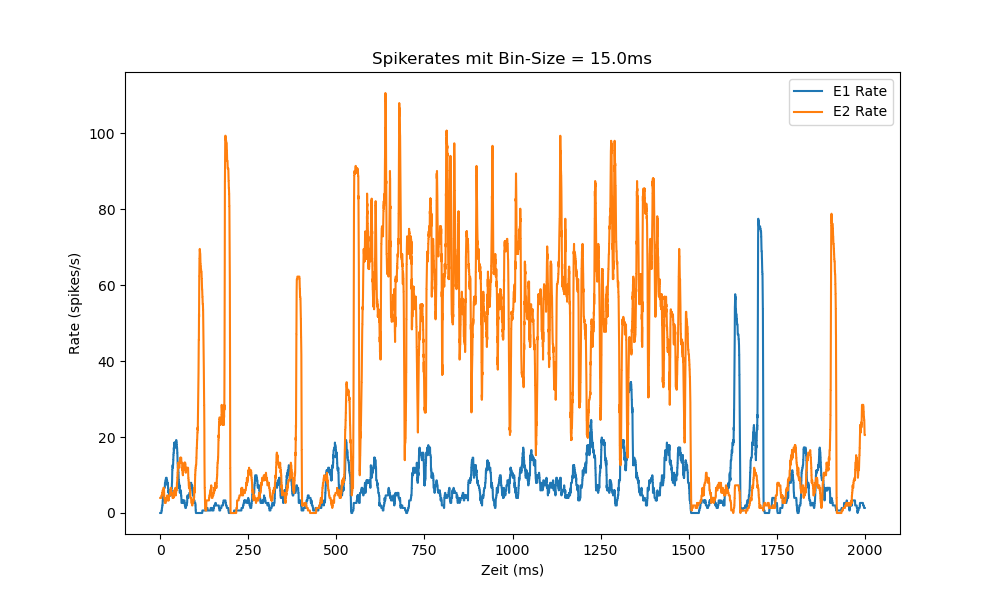 Spikerates mit Bin-Size = 15.0ms
E1 Rate
E2 Rate
100
80
60
40
20
0
Rate (spikes/s)
0 250 500 750 1000 1250 1500 1750 2000
Zeit (ms)